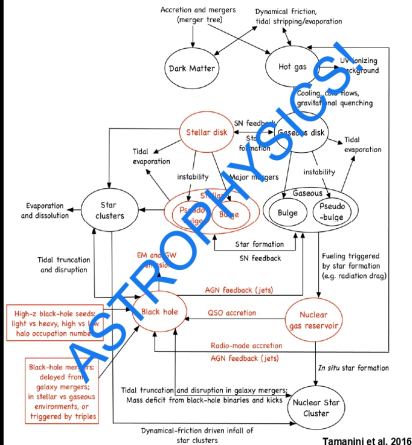 Accretion and mergers
(merger tree)
Dynamical friction,
tidal stripping/evaporation
Dark Matter
Hot gas
UV ionizing
background
Cooling, cold flows,
gravitational quenching
Stellar disk
SN feedback
Star
formation
Gaseous disk
Tidal
evaporation
Tidal
evaporation
instability
Major mergers
instability
Stellar
Gaseous
Pseudo
-bulge
Bulge
Bulge
Pseudo
-bulge
Evaporation
and dissolution
Star
clusters
Star formation
SN feedback
Tidal truncation
and disruption
EM and GW
Fueling triggered
by star formation
(e.g. radiation drag)
AGN feedback (jets)
High-z black-hole seeds:
light vs heavy, high vs low
halo occupation number
Black hole
QSO accretion
Nuclear
gas reservoir
Radio-mode accretion
AGN feedback (jets)
Black-hole mergers:
delayed from
galaxy mergers;
in stellar vs gaseous
environments, or
triggered by triples
In situ star formation
Tidal truncation and disruption in galaxy mergers;
Mass deficit from black-hole binaries and kicks
Nuclear Star
Cluster
Dynamical-friction driven infall of
star clusters
Tamanini et al. 2016
ASTROPHYSICS!